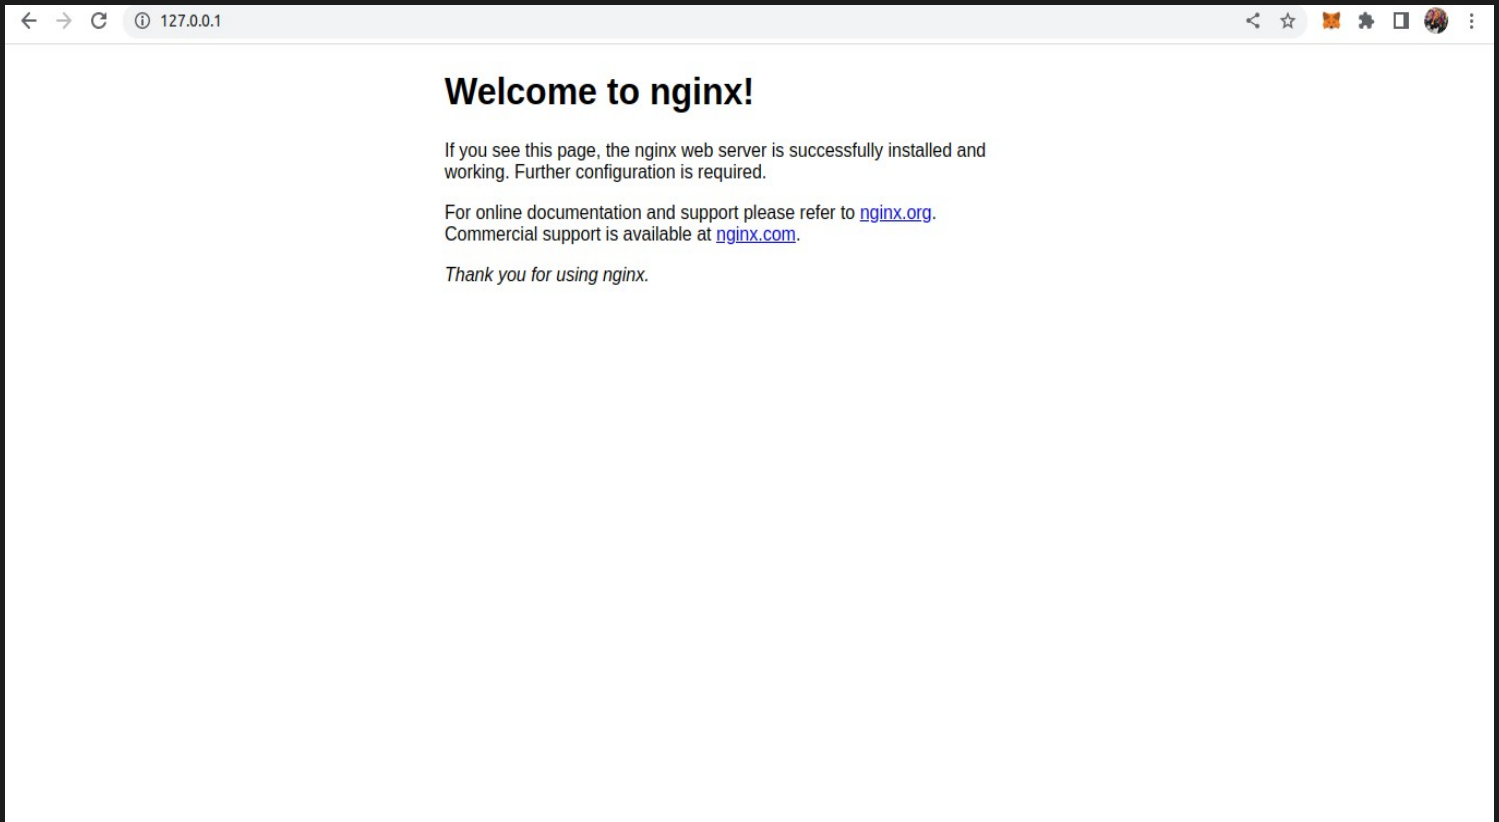 127.0.0.1
Welcome to nginx!
If you see this page, the nginx web server is successfully installed and
working. Further configuration is required.
For online documentation and support please refer to nginx.org.
Commercial support is available at nginx.com.
Thank you for using nginx.